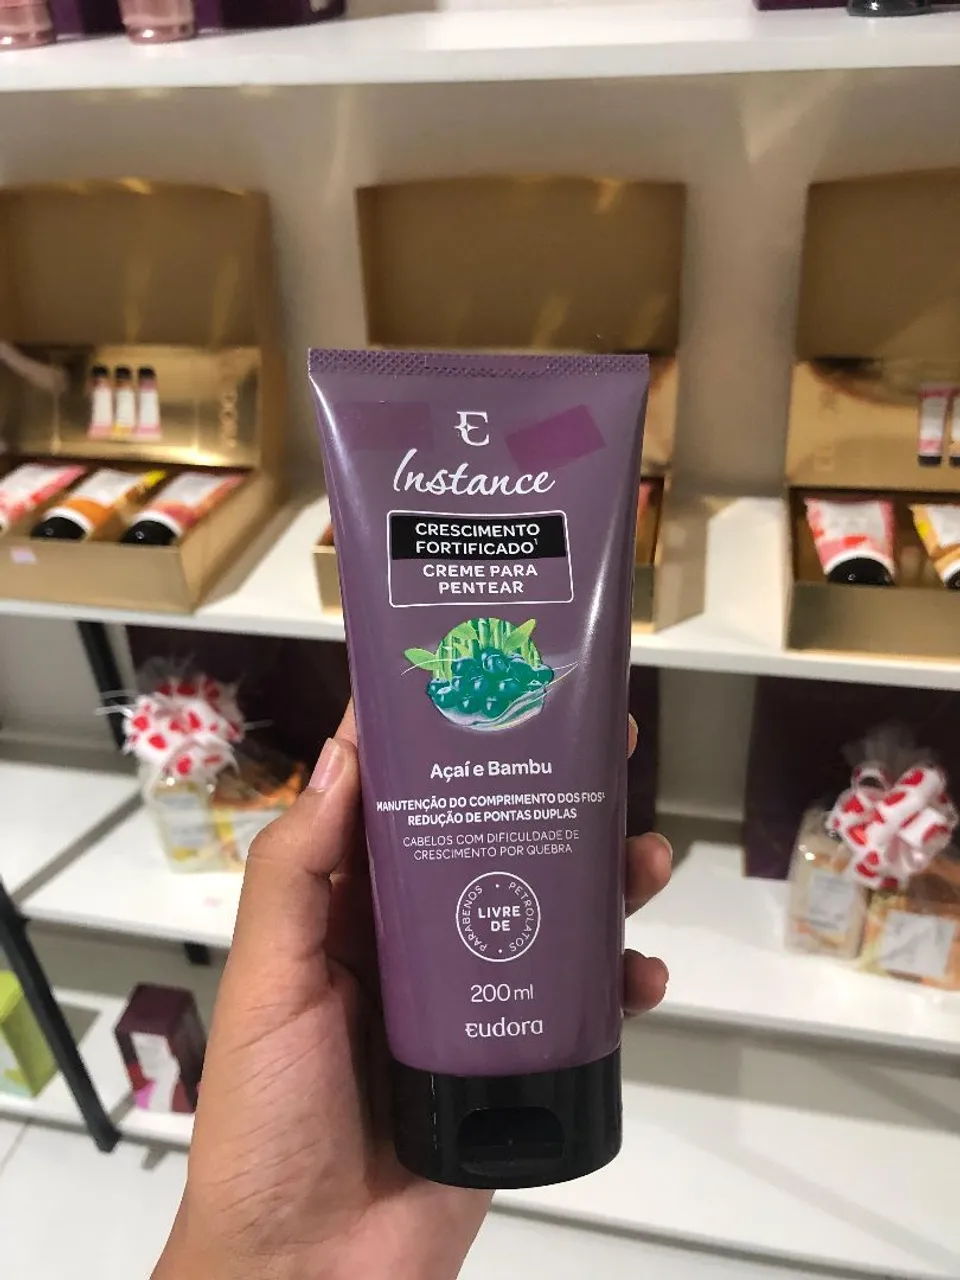 E
Instance
CRESCIMENTO
FORTIFICADO¹
CREME PARA
PENTEAR
Açaí e Bambu
MANUTENÇÃO DO COMPRIMENTO DOS FIOS¹
REDUÇÃO DE PONTAS DUPLAS
CABELOS COM DIFICULDADE DE
CRESCIMENTO POR QUEBRA
PARABENOS • PETROLATOS •
LIVRE
DE
200 ml
Eudora